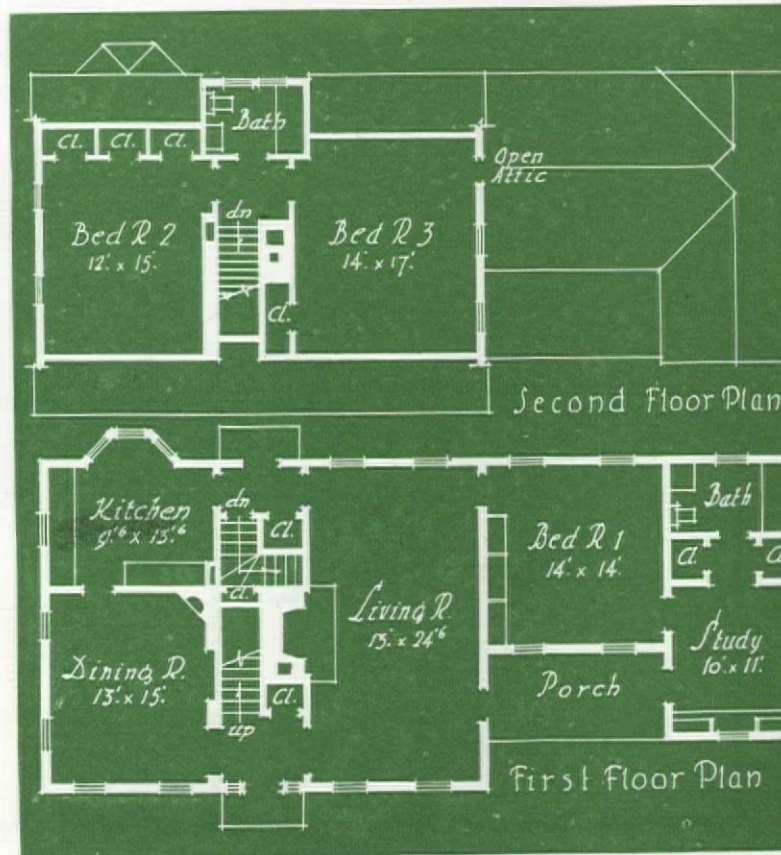 Cl.
Cl.
Cl.
Bath
Open
Attic
dn
Bed R 2
12' x 15'
Bed R 3
14' x 17'
Cl.
Second Floor Plan
Kitchen
9'6 x 13'6
dn
Cl.
Bath
Bed R 1
14' x 14'
Cl.
Cl.
Living R.
13' x 24'6
Study
10' x 11'
Dining R.
13' x 15'
Porch
Cl.
up
First Floor Plan